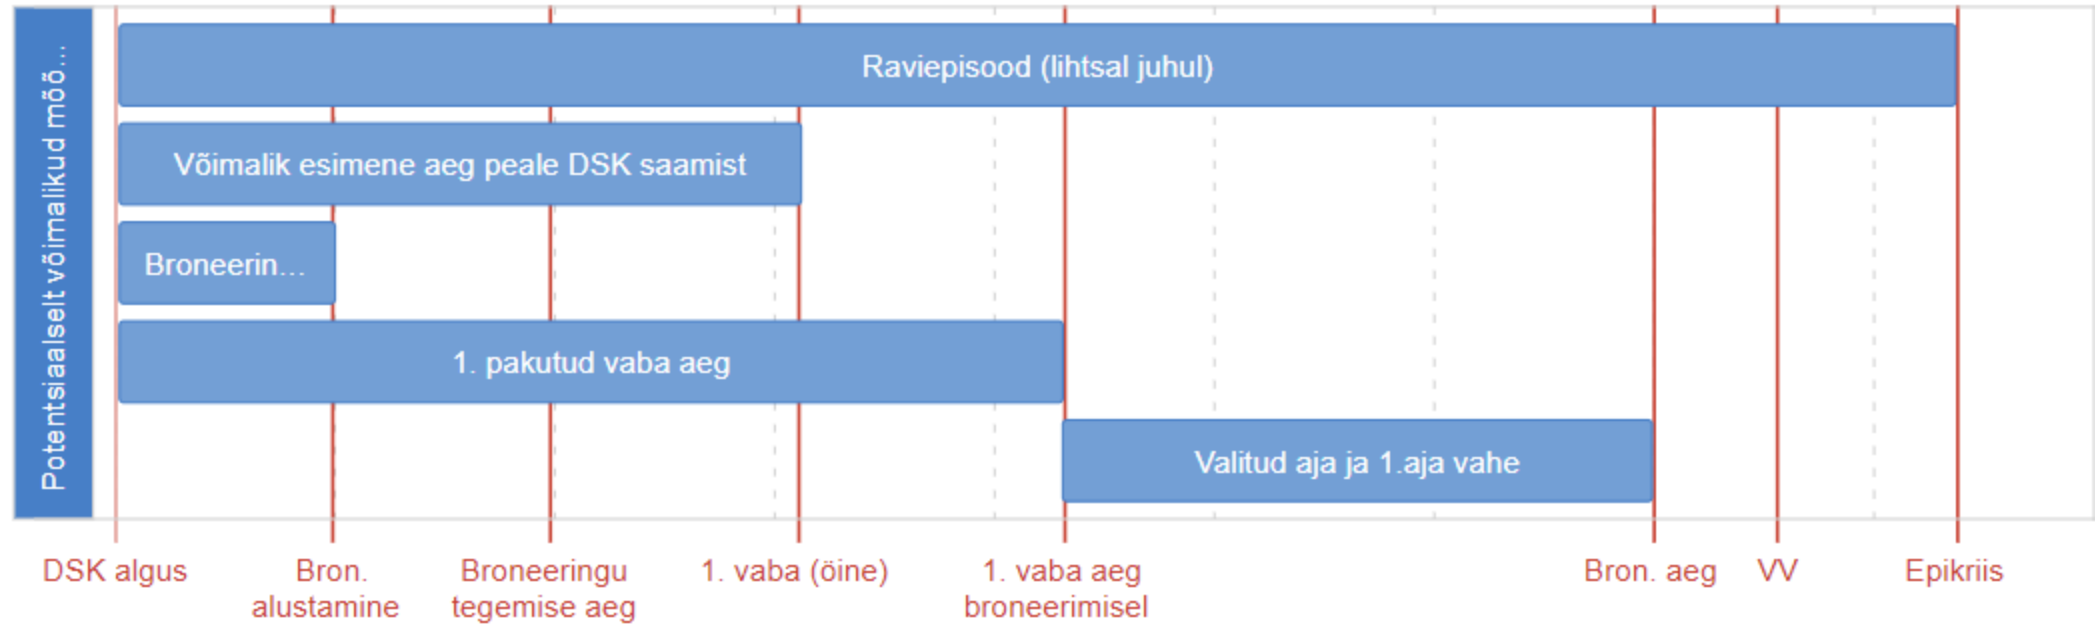 Potentsiaalselt võimalikud mõõ...
Raviepisood (lihtsal juhul)
Võimalik esimene aeg peale DSK saamist
Broneerin...
1. pakutud vaba aeg
Valitud aja ja 1.aja vahe
DSK algus
Bron.
alustamine
Broneeringu
tegemise aeg
1. vaba (öine)
1. vaba aeg
broneerimisel
Bron. aeg
VV
Epikriis